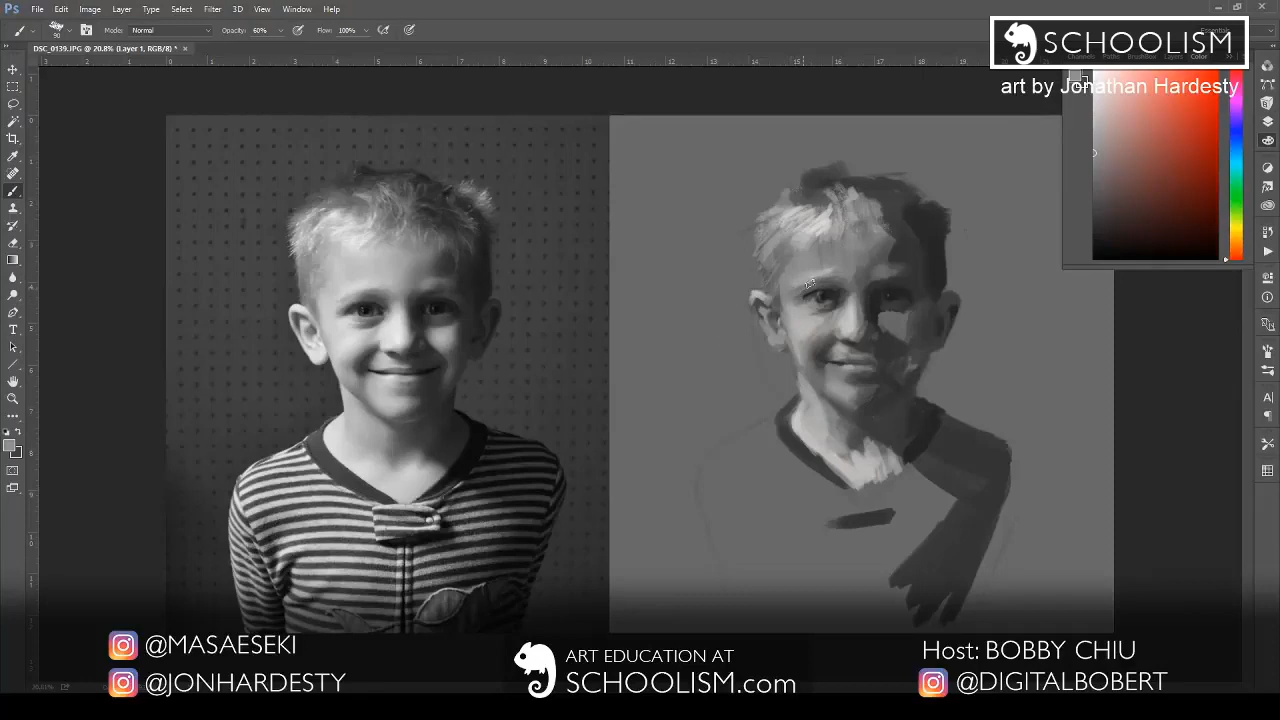 Ps File Edit Image Layer Type Select Filter 3D View Window Help
Mode: Normal Opacity: 60% Flow: 100%
DSC_0139.JPG @ 20.8% (Layer 1, RGB/8) *
SCHOOLISM
art by Jonathan Hardesty
@MASAESEKI
@JONHARDESTY
ART EDUCATION AT
SCHOOLISM.com
Host: BOBBY CHIU
@DIGITALBOBERT